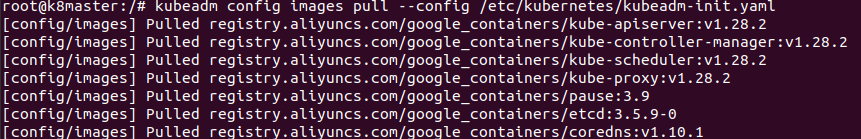 root@k8master:/# kubeadm config images pull --config /etc/kubernetes/kubeadm-init.yaml
[config/images] Pulled registry.aliyuncs.com/google_containers/kube-apiserver:v1.28.2
[config/images] Pulled registry.aliyuncs.com/google_containers/kube-controller-manager:v1.28.2
[config/images] Pulled registry.aliyuncs.com/google_containers/kube-scheduler:v1.28.2
[config/images] Pulled registry.aliyuncs.com/google_containers/kube-proxy:v1.28.2
[config/images] Pulled registry.aliyuncs.com/google_containers/pause:3.9
[config/images] Pulled registry.aliyuncs.com/google_containers/etcd:3.5.9-0
[config/images] Pulled registry.aliyuncs.com/google_containers/coredns:v1.10.1